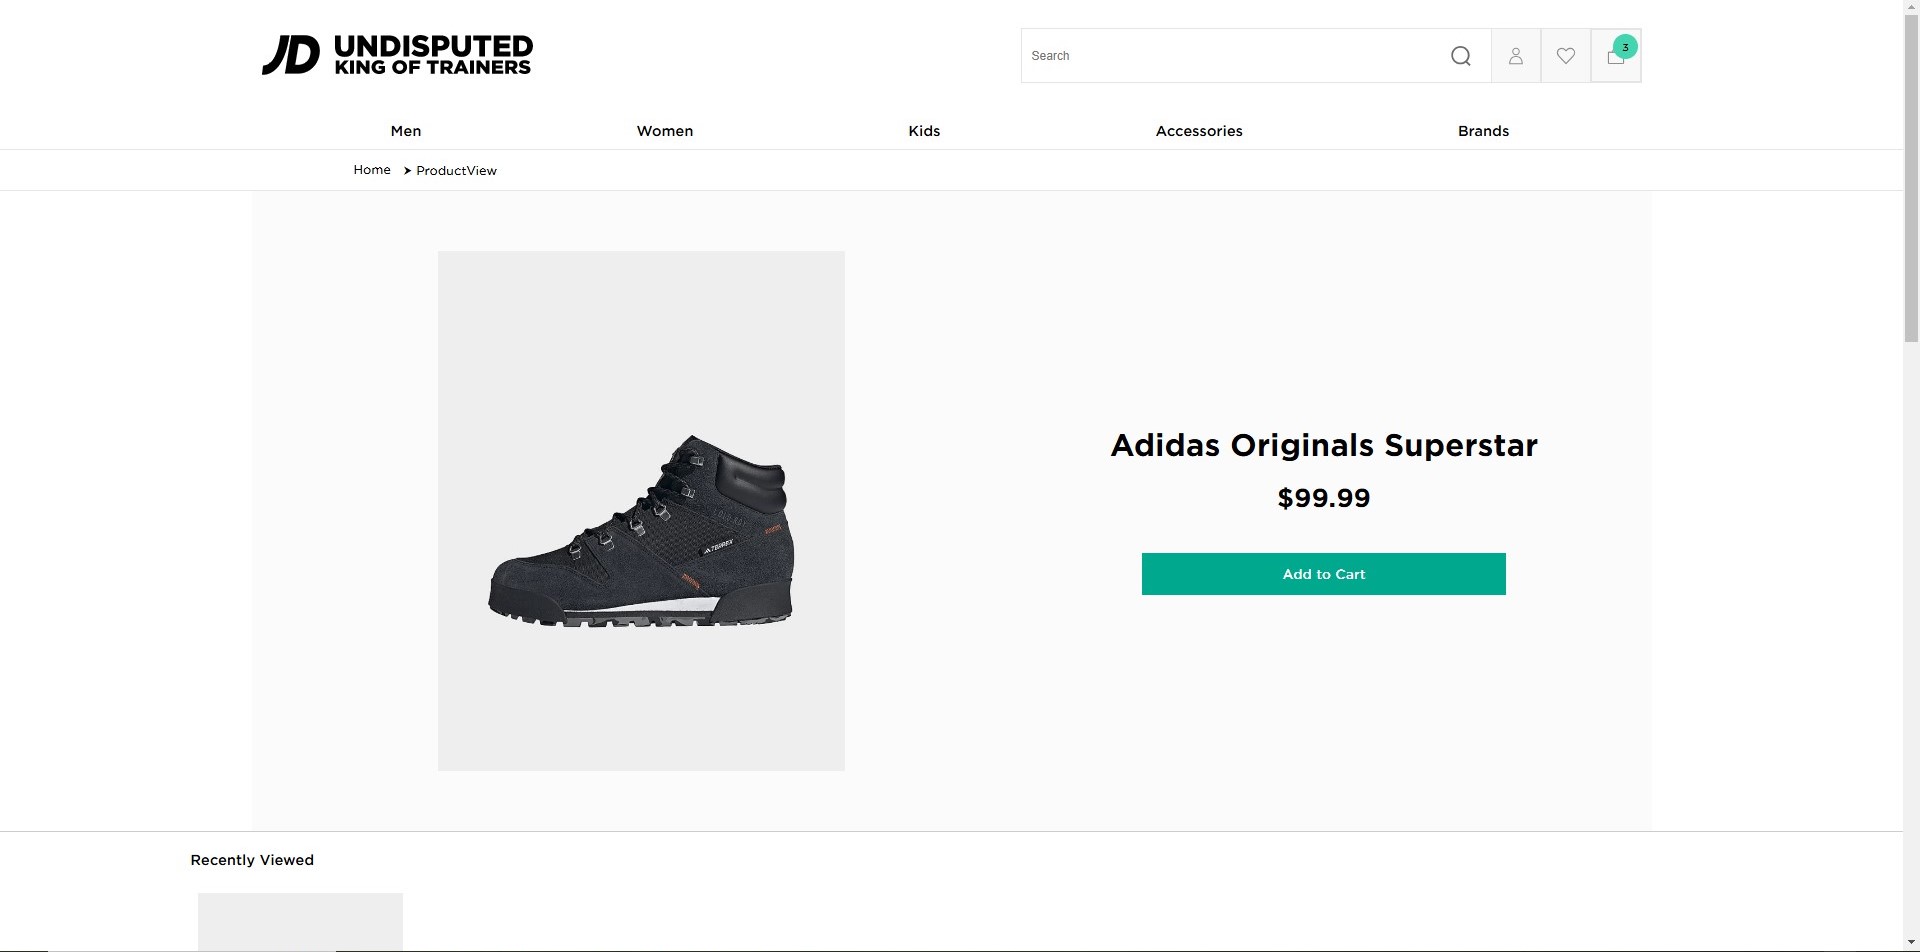 JD UNDISPUTED
KING OF TRAINERS
Search
3
Men Women Kids Accessories Brands
Home ➤ ProductView
TERREX
Adidas Originals Superstar
$99.99
Add to Cart
Recently Viewed